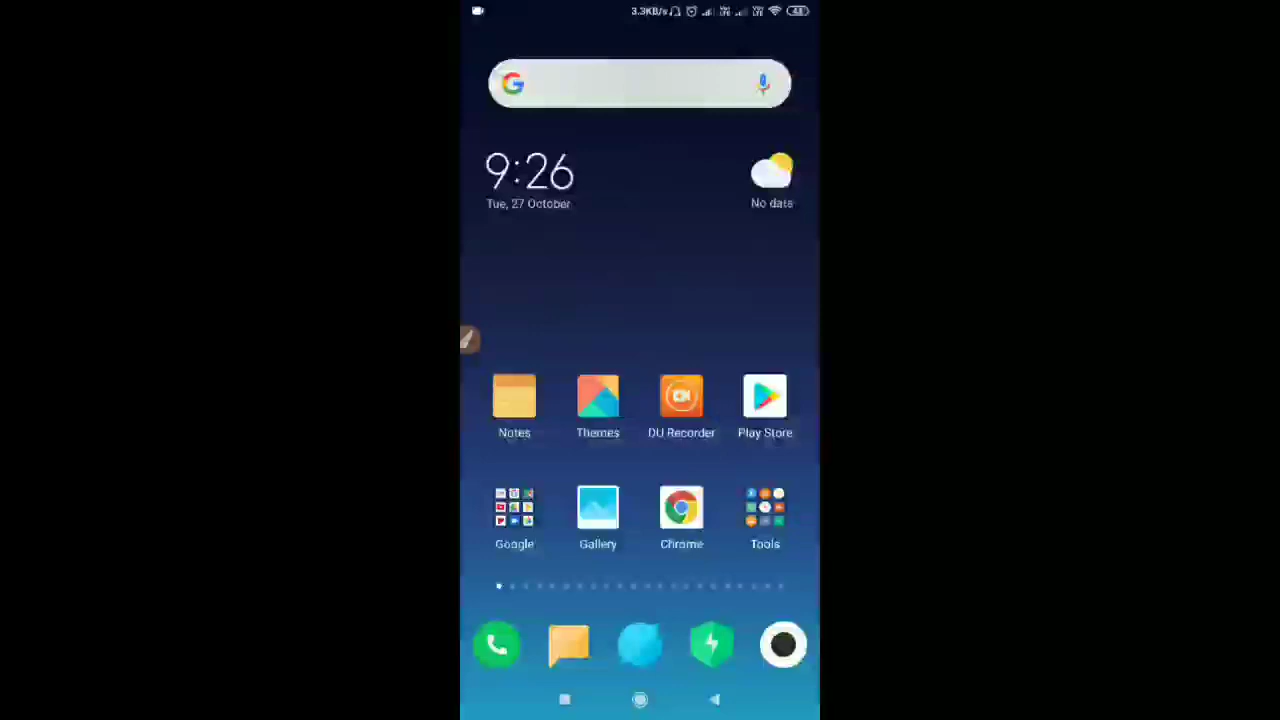 3.3KB/s
48
9:26
Tue, 27 October
No data
Notes
Themes
DU Recorder
Play Store
Google
Gallery
Chrome
Tools